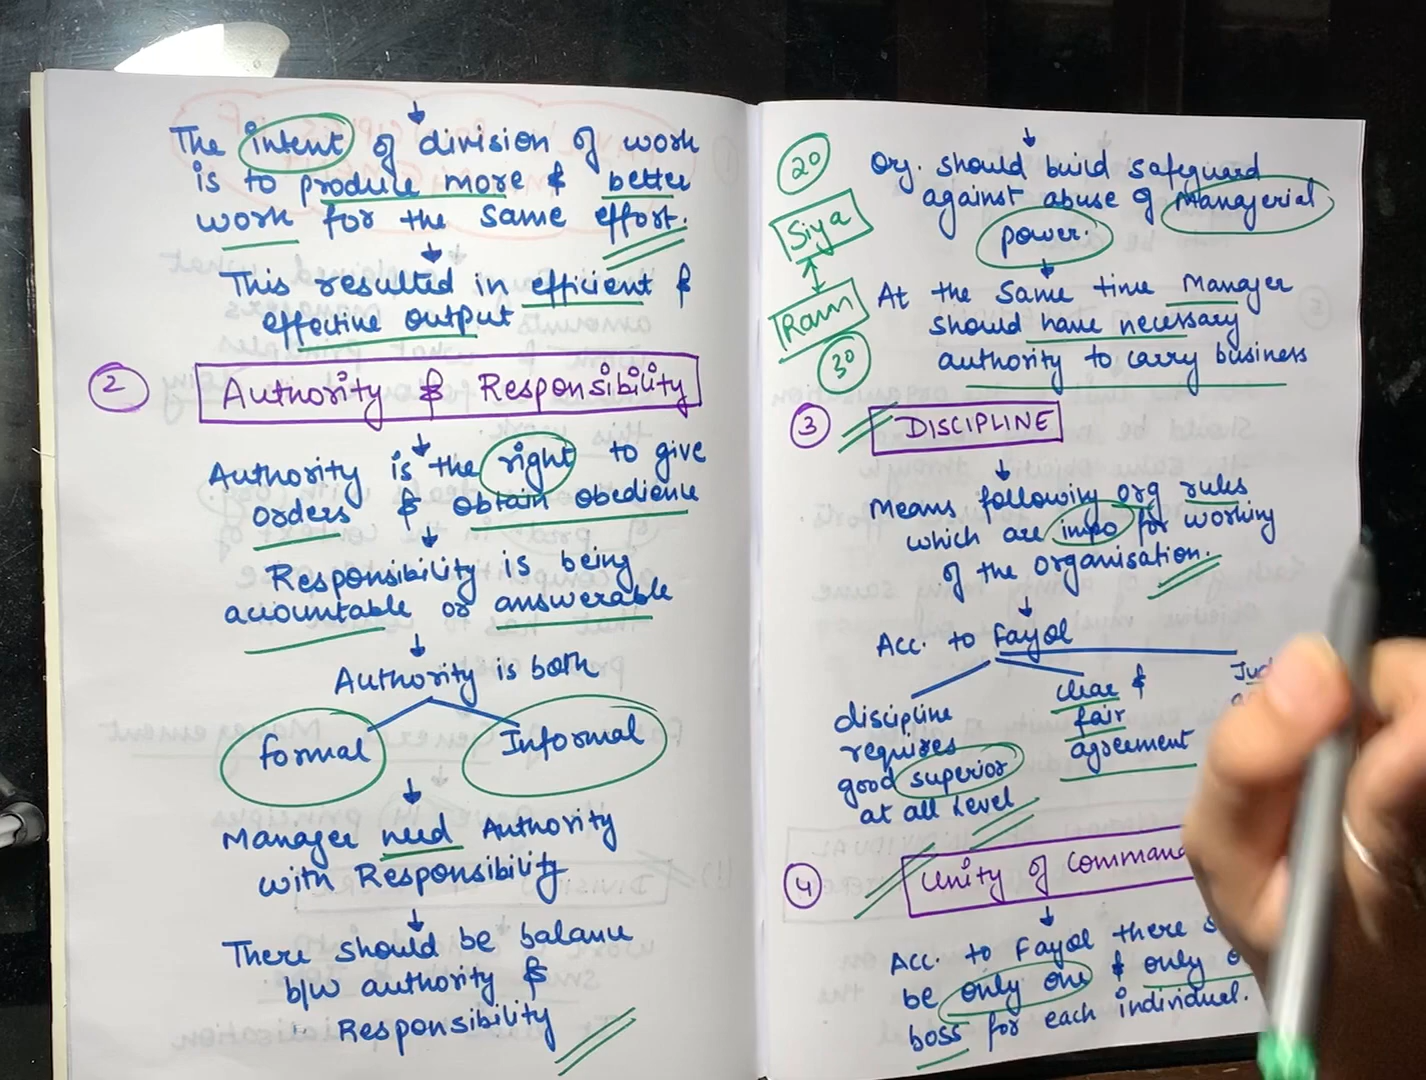 The intent of division of work
is to produce more & better
work for the same effort.
This resulted in efficient &
effective output
2 Authority & Responsibility
Authority is the right to give
orders & obtain obedience
Responsibility is being
accountable or answerable
Authority is both
formal Informal
Manager need Authority
with Responsibility
There should be balance
b/w authority &
Responsibility
Org. should build safeguard
against abuse of Managerial
power.
20
Siya
Ram
30
At the same time Manager
should have necessary
authority to carry business
3 DISCIPLINE
Means following org rules
which are impo for working
of the organisation.
Acc. to Fayol
discipline
requires
good superior
at all level
clear &
fair
agreement
4 Unity of Command
Acc. to Fayol there
be only one & only
boss for each individual.